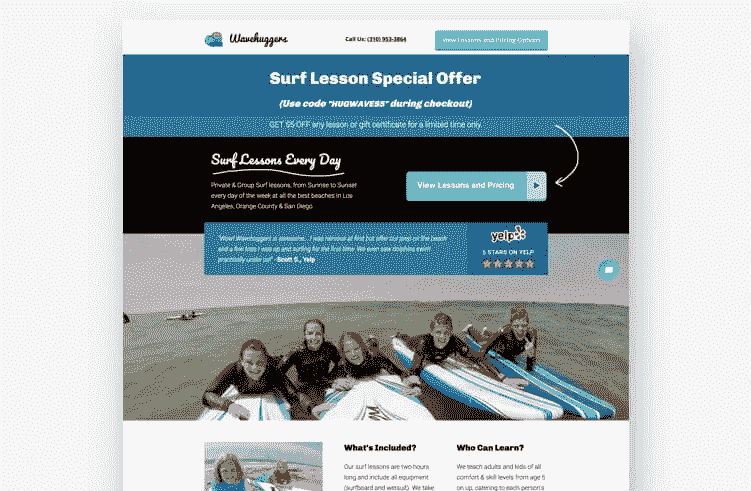 Wavehuggers
Call Us: (310) 953-3864
View Lessons and Pricing Options
Surf Lesson Special Offer
(Use code "HUGWAVES5" during checkout)
GET $5 OFF any lesson or gift certificate for a limited time only.
Surf Lessons Every Day
Private & Group Surf lessons, from Sunrise to Sunset
every day of the week at all the best beaches in Los
Angeles, Orange County & San Diego
View Lessons and Pricing
"Wow! Wavehuggers is awesome... I was nervous at first but after our prep on the beach
and a few tries I was up and surfing for the first time. We even saw dolphins swim
practically under us!" - Scott S., Yelp
yelp
5 STARS ON YELP
What's Included?
Our surf lessons are two hours
long and include all equipment
(surfboard and wetsuit). We take
Who Can Learn?
We teach adults and kids of all
comfort & skill levels from age 5
on up, catering to each person's